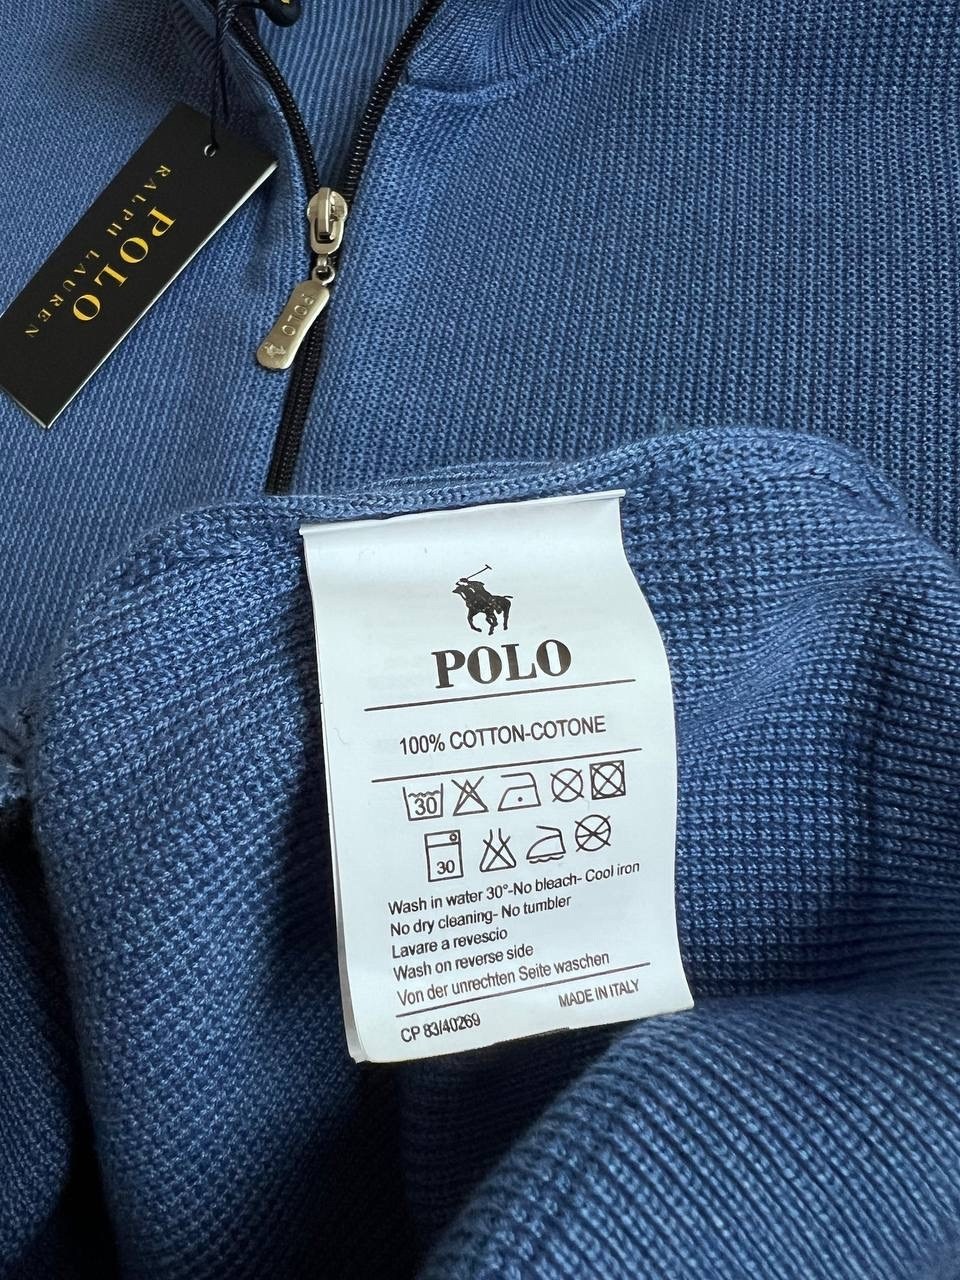 POLO
RALPH LAUREN
POLO
POLO
100% COTTON-COTONE
30
30
Wash in water 30°-No bleach- Cool iron
No dry cleaning- No tumbler
Lavare a revescio
Wash on reverse side
Von der unrechten Seite waschen
CP 83/40269 MADE IN ITALY